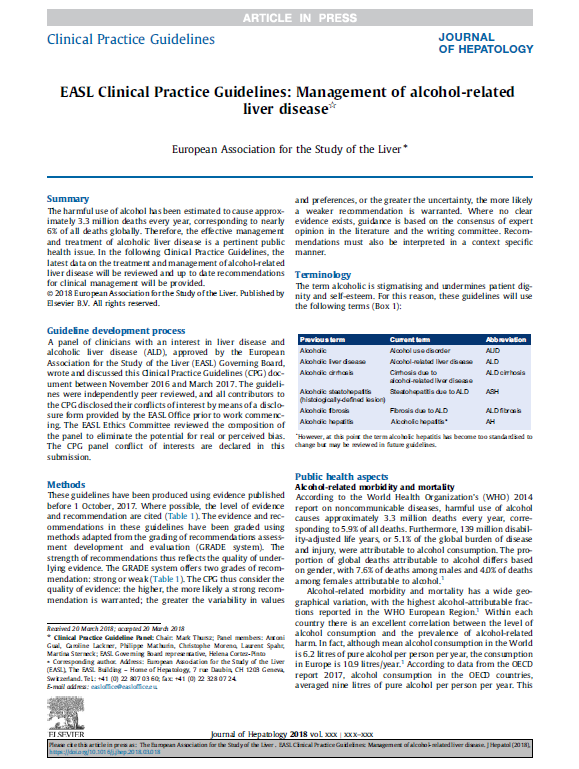 ARTICLE IN PRESS
Clinical Practice Guidelines
JOURNAL
OF HEPATOLOGY
EASL Clinical Practice Guidelines: Management of alcohol-related
liver disease☆
European Association for the Study of the Liver *
Summary
The harmful use of alcohol has been estimated to cause approx-
imately 3.3 million deaths every year, corresponding to nearly
6% of all deaths globally. Therefore, the effective management
and treatment of alcoholic liver disease is a pertinent public
health issue. In the following Clinical Practice Guidelines, the
latest data on the treatment and management of alcohol-related
liver disease will be reviewed and up to date recommendations
for clinical management will be provided.
© 2018 European Association for the Study of the Liver. Published by
Elsevier B.V. All rights reserved.
Guideline development process
A panel of clinicians with an interest in liver disease and
alcoholic liver disease (ALD), approved by the European
Association for the Study of the Liver (EASL) Governing Board,
wrote and discussed this Clinical Practice Guidelines (CPG) doc-
ument between November 2016 and March 2017. The guideli-
nes were independently peer reviewed, and all contributors to
the CPG disclosed their conflicts of interest by means of a disclo-
sure form provided by the EASL Office prior to work commenc-
ing. The EASL Ethics Committee reviewed the composition of
the panel to eliminate the potential for real or perceived bias.
The CPG panel conflict of interests are declared in this
submission.
Methods
These guidelines have been produced using evidence published
before 1 October, 2017. Where possible, the level of evidence
and recommendation are cited (Table 1). The evidence and rec-
ommendations in these guidelines have been graded using
methods adapted from the grading of recommendations assess-
ment development and evaluation (GRADE system). The
strength of recommendations thus reflects the quality of under-
lying evidence. The GRADE system offers two grades of recom-
mendation: strong or weak (Table 1). The CPG thus consider the
quality of evidence: the higher, the more likely a strong recom-
mendation is warranted; the greater the variability in values
Received 20 March 2018; accepted 20 March 2018
☆ Clinical Practice Guideline Panel: Chair: Mark Thursz; Panel members: Antoni
Gual, Caroline Lackner, Philippe Mathurin, Christophe Moreno, Laurent Spahr,
Martina Sterneck; EASL Governing Board representative, Helena Cortez-Pinto
* Corresponding author. Address: European Association for the Study of the Liver
(EASL), The EASL Building – Home of Hepatology, 7 rue Daubin, CH 1203 Geneva,
Switzerland. Tel.: +41 (0) 22 807 03 60; fax: +41 (0) 22 328 07 24.
E-mail address: easloffice@easloffice.eu.
and preferences, or the greater the uncertainty, the more likely
a weaker recommendation is warranted. Where no clear
evidence exists, guidance is based on the consensus of expert
opinion in the literature and the writing committee. Recom-
mendations must also be interpreted in a context specific
manner.
Terminology
The term alcoholic is stigmatising and undermines patient dig-
nity and self-esteem. For this reason, these guidelines will use
the following terms (Box 1):
Previous term Current term Abbreviation
Alcoholic Alcohol use disorder AUD
Alcoholic liver disease Alcohol-related liver disease ALD
Alcoholic cirrhosis Cirrhosis due to ALD cirrhosis
alcohol-related liver disease
Alcoholic steatohepatitis Steatohepatitis due to ALD ASH
(histologically-defined lesion)
Alcoholic fibrosis Fibrosis due to ALD ALD fibrosis
Alcoholic hepatitis Alcoholic hepatitis* AH
*However, at this point the term alcoholic hepatitis has become too standardised to
change but may be reviewed in future guidelines.
Public health aspects
Alcohol-related morbidity and mortality
According to the World Health Organization's (WHO) 2014
report on noncommunicable diseases, harmful use of alcohol
causes approximately 3.3 million deaths every year, corre-
sponding to 5.9% of all deaths. Furthermore, 139 million disabil-
ity-adjusted life years, or 5.1% of the global burden of disease
and injury, were attributable to alcohol consumption. The pro-
portion of global deaths attributable to alcohol differs based
on gender, with 7.6% of deaths among males and 4.0% of deaths
among females attributable to alcohol.1
Alcohol-related morbidity and mortality has a wide geo-
graphical variation, with the highest alcohol-attributable frac-
tions reported in the WHO European Region.1 Within each
country there is an excellent correlation between the level of
alcohol consumption and the prevalence of alcohol-related
harm. In fact, although mean alcohol consumption in the World
is 6.2 litres of pure alcohol per person per year, the consumption
in Europe is 10.9 litres/year.1 According to data from the OECD
report 2017, alcohol consumption in the OECD countries,
averaged nine litres of pure alcohol per person per year. This
ELSEVIER
Journal of Hepatology 2018 vol. xxx | xxx–xxx
Please cite this article in press as: The European Association for the Study of the Liver . EASL Clinical Practice Guidelines: Management of alcohol-related liver disease. J Hepatol (2018),
https://doi.org/10.1016/j.jhep.2018.03.018